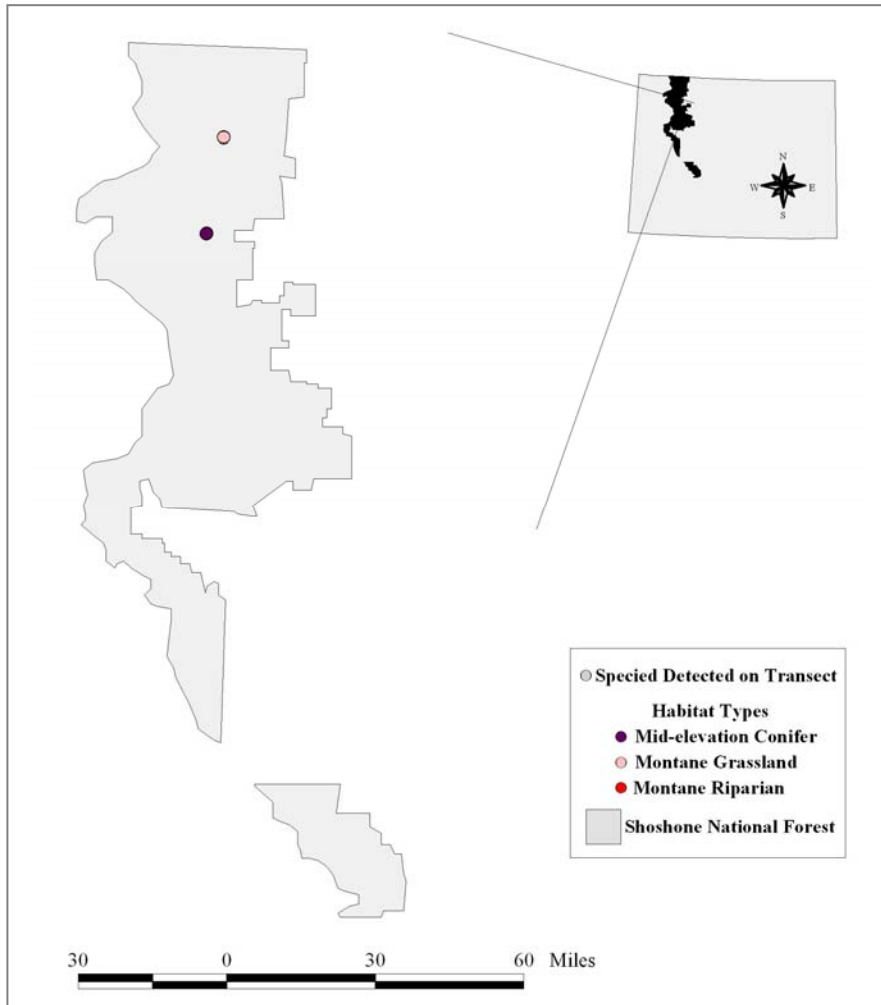 N
W E
S
Specied Detected on Transect
Habitat Types
Mid-elevation Conifer
Montane Grassland
Montane Riparian
Shoshone National Forest
30 0 30 60 Miles